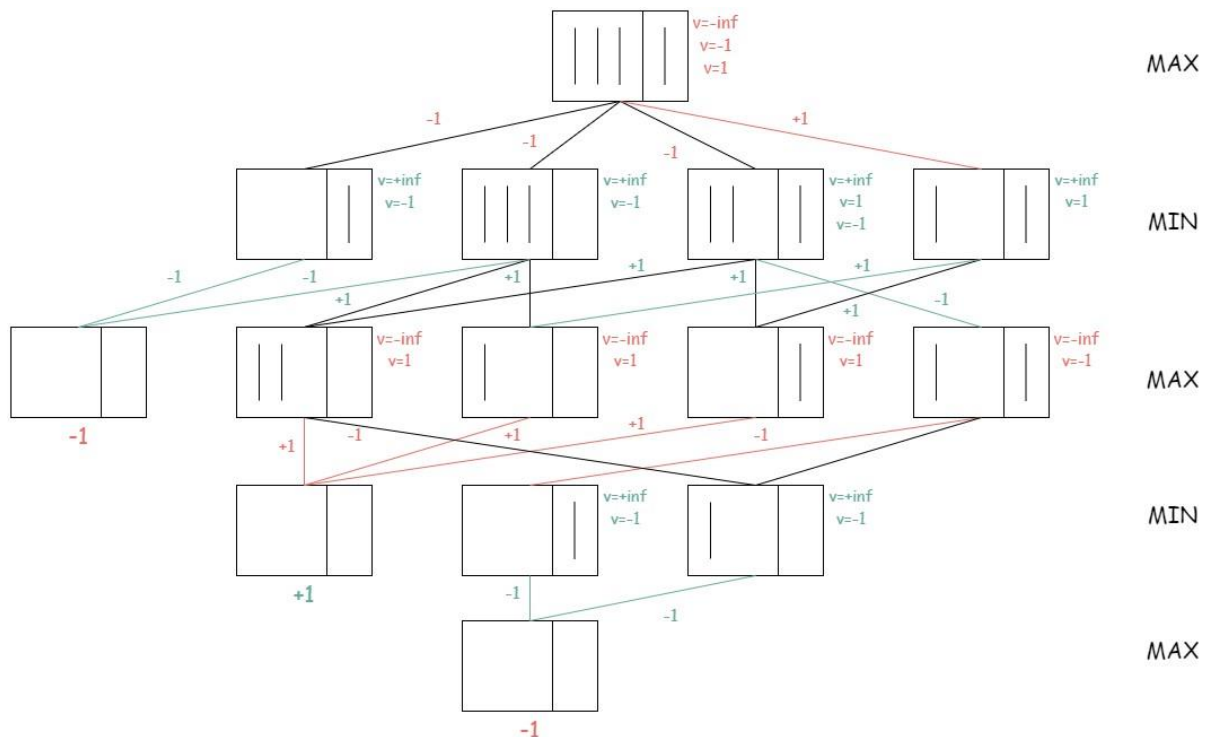 v=-inf
v=-1
v=1
MAX
-1
-1
-1
+1
v=+inf
v=-1
v=+inf
v=-1
v=+inf
v=1
v=-1
v=+inf
v=1
MIN
-1
-1
+1
+1
+1
+1
+1
+1
-1
v=-inf
v=1
v=-inf
v=1
v=-inf
v=1
v=-inf
v=-1
MAX
-1
+1
-1
+1
+1
-1
v=+inf
v=-1
v=+inf
v=-1
MIN
+1
-1
-1
MAX
-1